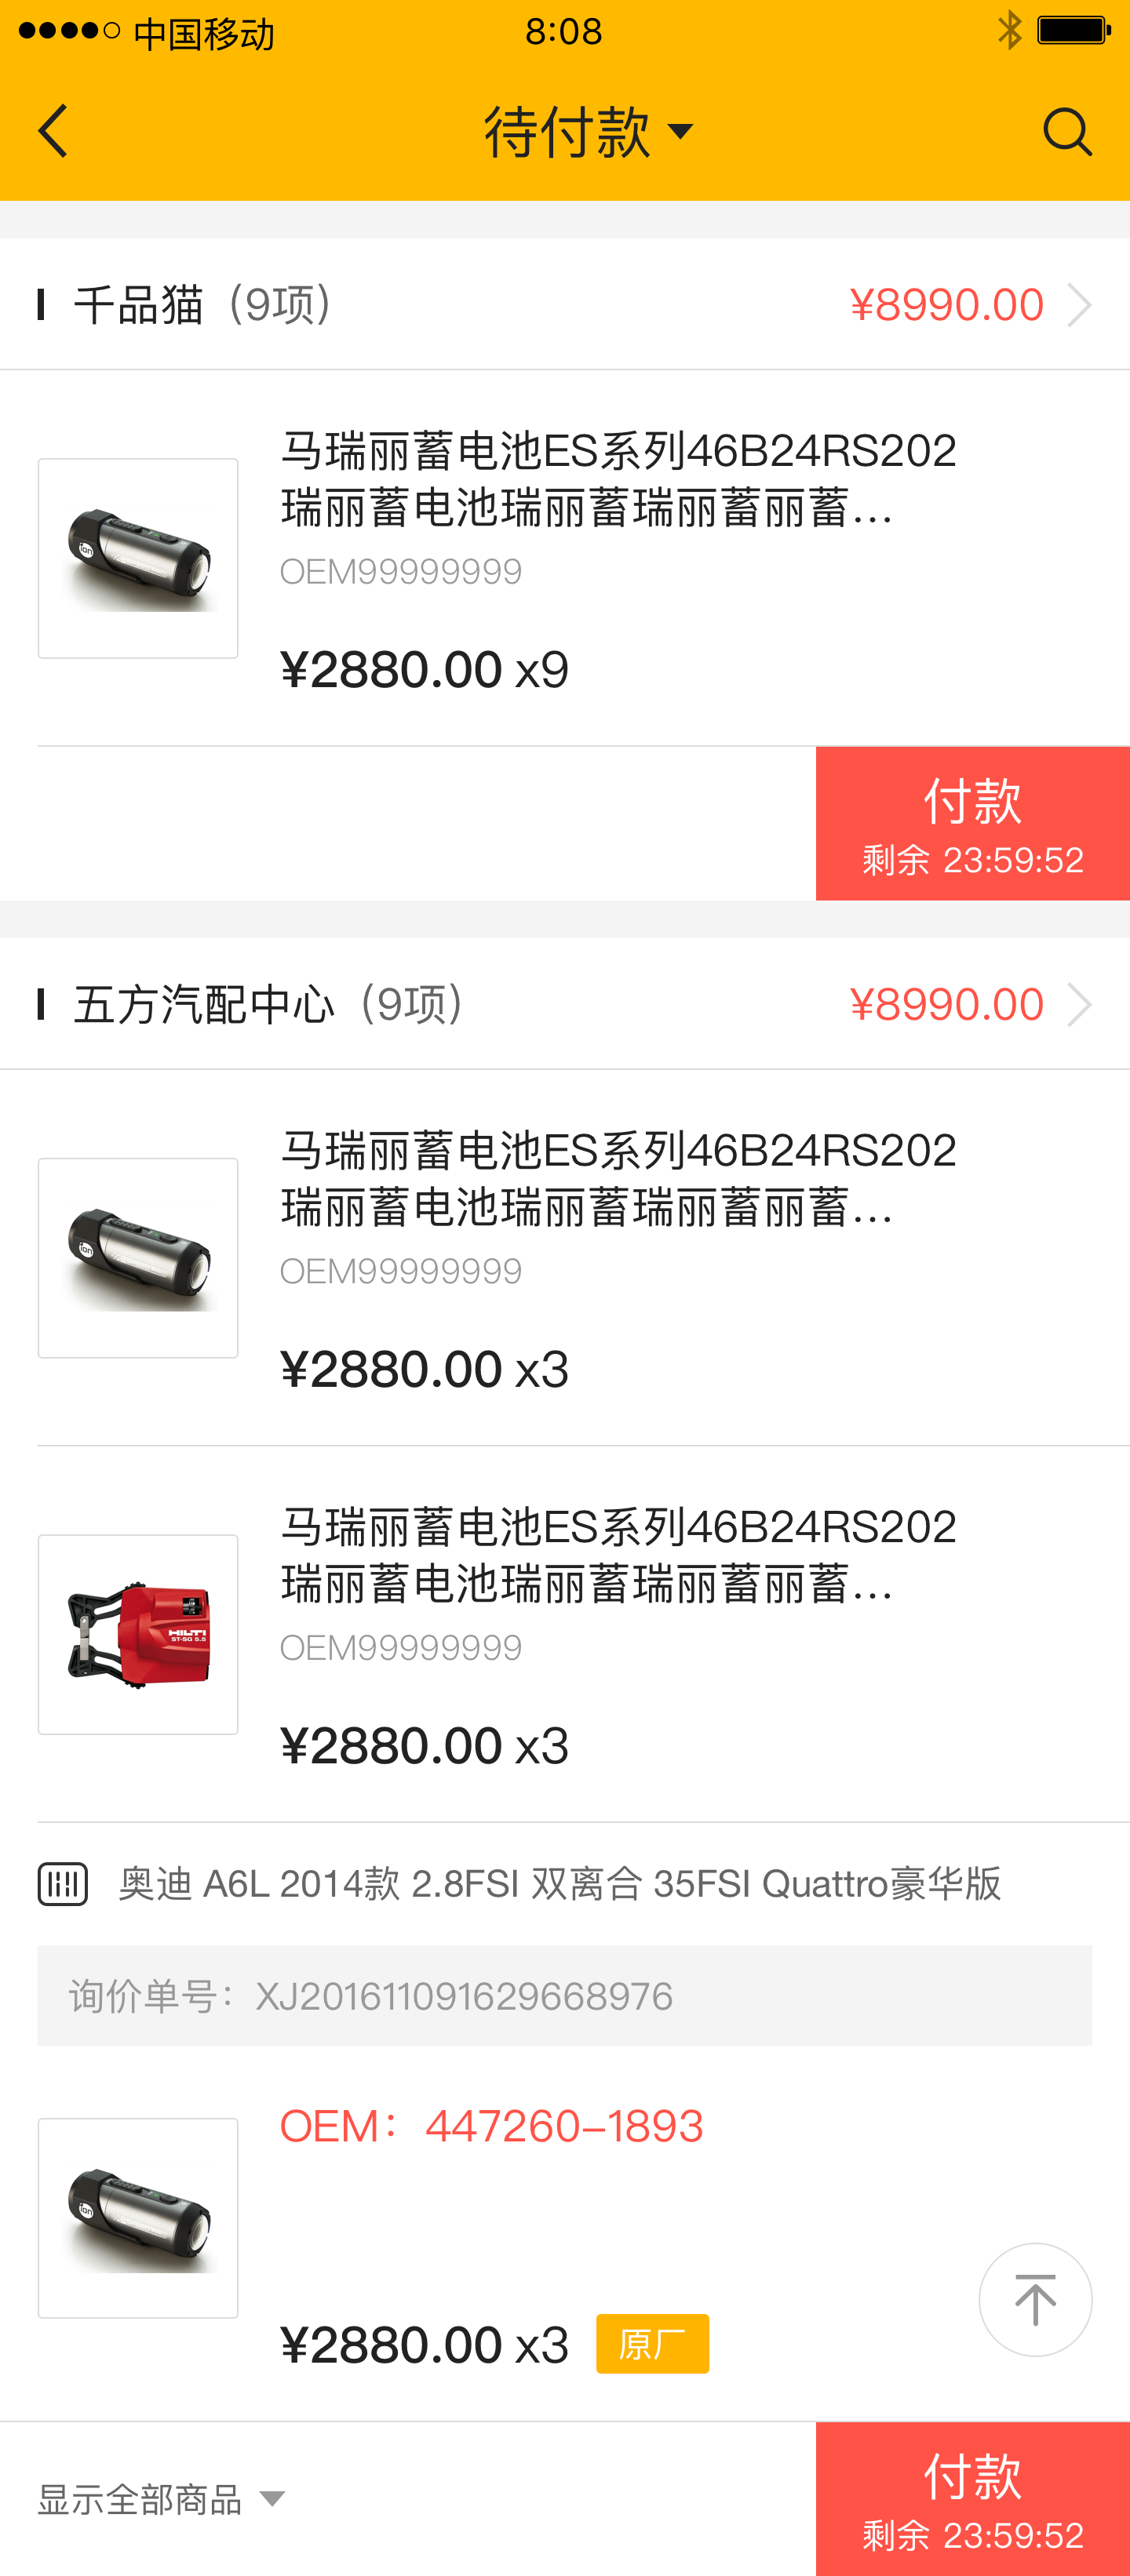 中国移动 8:08
待付款
千品猫（9项） ¥8990.00
马瑞丽蓄电池ES系列46B24RS202
瑞丽蓄电池瑞丽蓄瑞丽蓄丽蓄...
OEM99999999
ion
¥2880.00 x9
付款
剩余 23:59:52
五方汽配中心（9项） ¥8990.00
马瑞丽蓄电池ES系列46B24RS202
瑞丽蓄电池瑞丽蓄瑞丽蓄丽蓄...
OEM99999999
ion
¥2880.00 x3
马瑞丽蓄电池ES系列46B24RS202
瑞丽蓄电池瑞丽蓄瑞丽蓄丽蓄...
OEM99999999
HILTI
ST-SG 5.5
¥2880.00 x3
奥迪 A6L 2014款 2.8FSI 双离合 35FSI Quattro豪华版
询价单号：XJ201611091629668976
OEM：447260-1893
ion
¥2880.00 x3 原厂
显示全部商品
付款
剩余 23:59:52